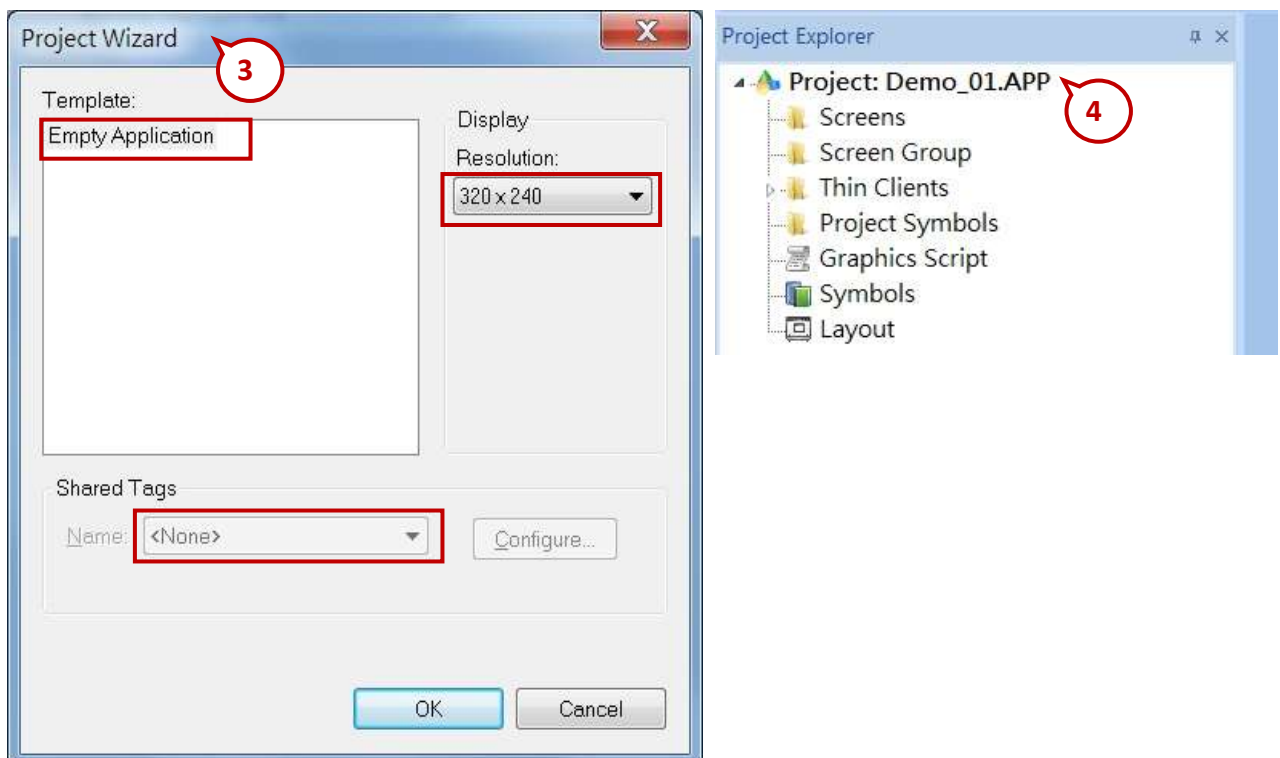 Project Wizard
3
Template:
Empty Application
Display
Resolution:
320 x 240
Shared Tags
Name:
<None>
Configure...
OK
Cancel
Project Explorer
Project: Demo_01.APP
4
Screens
Screen Group
Thin Clients
Project Symbols
Graphics Script
Symbols
Layout